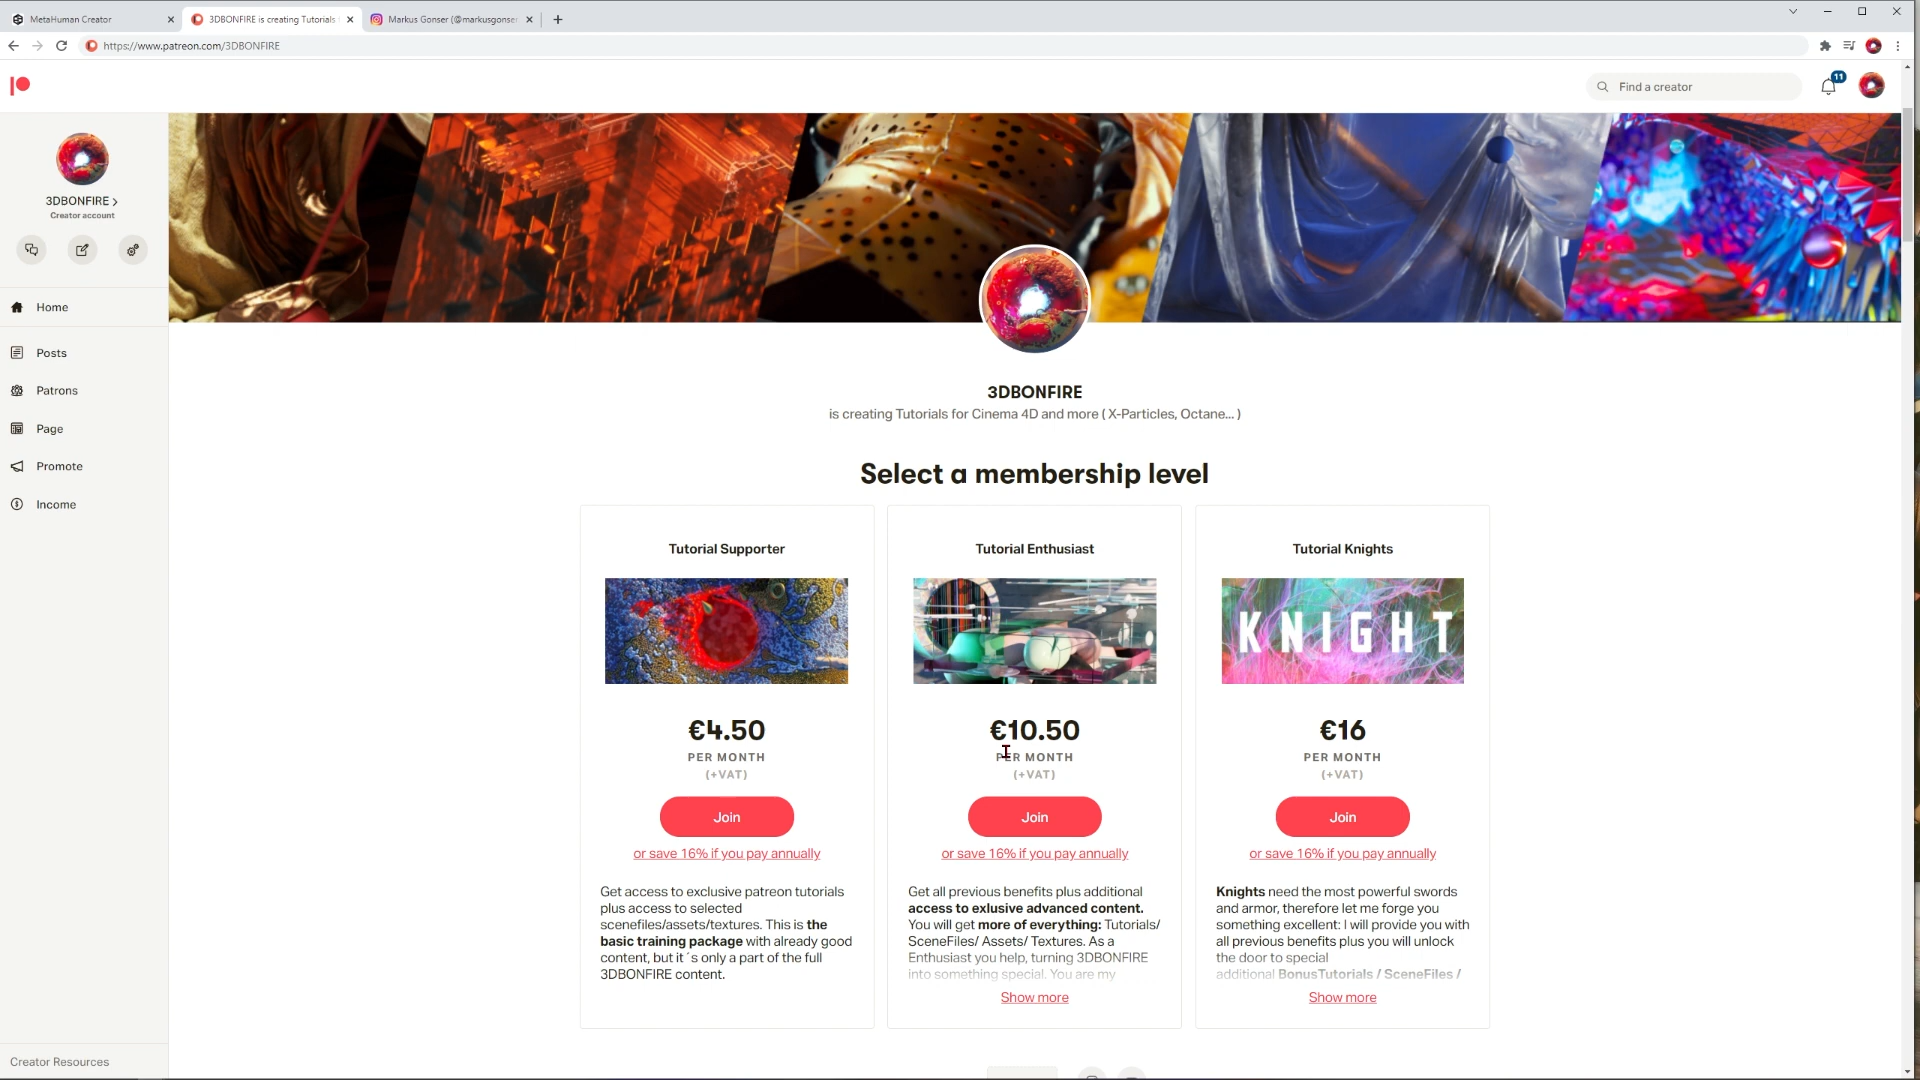 MetaHuman Creator
3DBONFIRE is creating Tutorials
Markus Gonser (@markusgonser
https://www.patreon.com/3DBONFIRE
Find a creator
11
3DBONFIRE
Creator account
Home
Posts
Patrons
Page
Promote
Income
Creator Resources
3DBONFIRE
is creating Tutorials for Cinema 4D and more ( X-Particles, Octane... )
Select a membership level
Tutorial Supporter
€4.50
PER MONTH
(+VAT)
Join
or save 16% if you pay annually
Get access to exclusive patreon tutorials
plus access to selected
scenefiles/assets/textures. This is the
basic training package with already good
content, but it´s only a part of the full
3DBONFIRE content.
Tutorial Enthusiast
€10.50
PER MONTH
(+VAT)
Join
or save 16% if you pay annually
Get all previous benefits plus additional
access to exlusive advanced content.
You will get more of everything: Tutorials/
SceneFiles/ Assets/ Textures. As a
Enthusiast you help, turning 3DBONFIRE
into something special. You are my
Show more
Tutorial Knights
KNIGHT
€16
PER MONTH
(+VAT)
Join
or save 16% if you pay annually
Knights need the most powerful swords
and armor, therefore let me forge you
something excellent: I will provide you with
all previous benefits plus you will unlock
the door to special
additional BonusTutorials / SceneFiles /
Show more